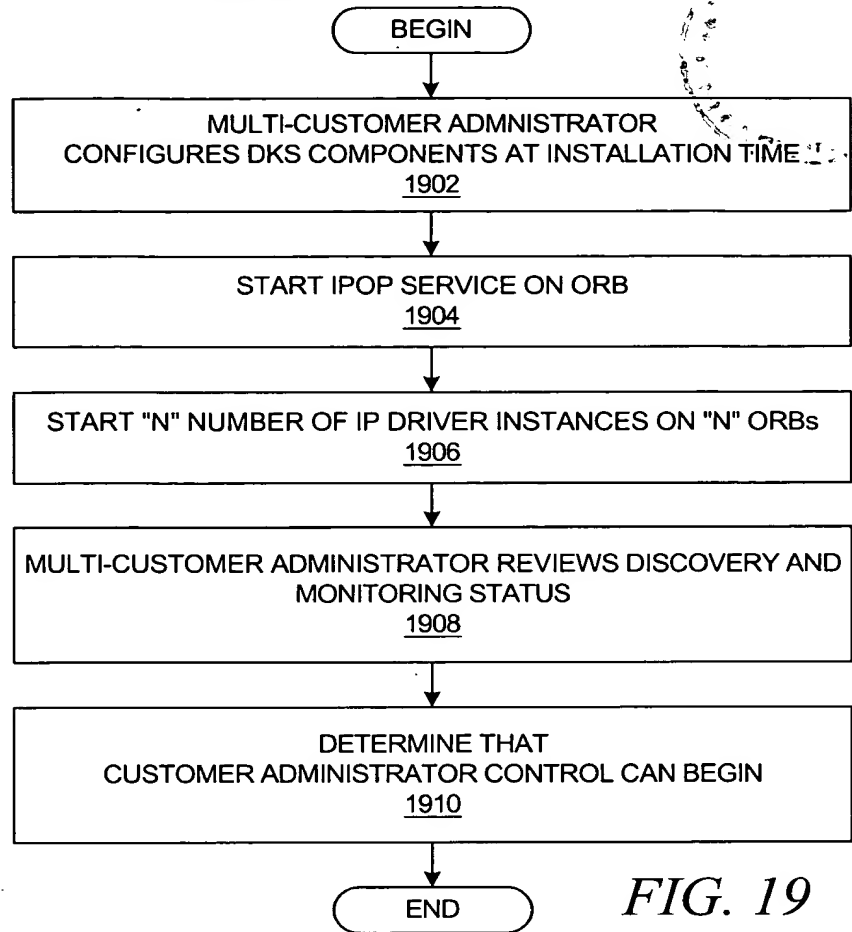 BEGIN
MULTI-CUSTOMER ADMNISTRATOR
CONFIGURES DKS COMPONENTS AT INSTALLATION TIME
1902
START IPOP SERVICE ON ORB
1904
START "N" NUMBER OF IP DRIVER INSTANCES ON "N" ORBs
1906
MULTI-CUSTOMER ADMINISTRATOR REVIEWS DISCOVERY AND
MONITORING STATUS
1908
DETERMINE THAT
CUSTOMER ADMINISTRATOR CONTROL CAN BEGIN
1910
END
FIG. 19